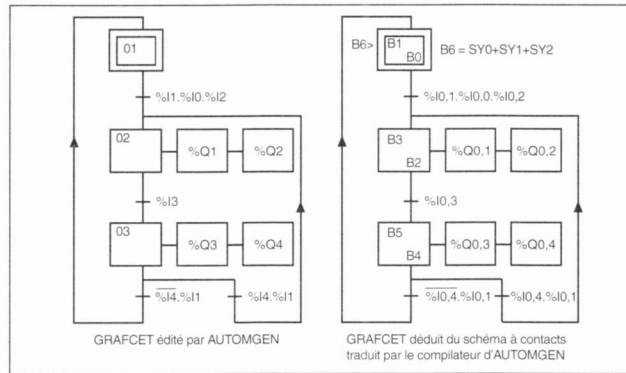 01
%I1.%I0.%I2
02
%Q1
%Q2
%I3
03
%Q3
%Q4
%I4.%I1
%I4.%I1
GRAFCET édité par AUTOMGEN
B6>
B1
B0
B6 = SY0+SY1+SY2
%I0,1.%I0,0.%I0,2
B3
B2
%Q0,1
%Q0,2
%I0,3
B5
B4
%Q0,3
%Q0,4
%I0,4.%I0,1
%I0,4.%I0,1
GRAFCET déduit du schéma à contacts
traduit par le compilateur d'AUTOMGEN